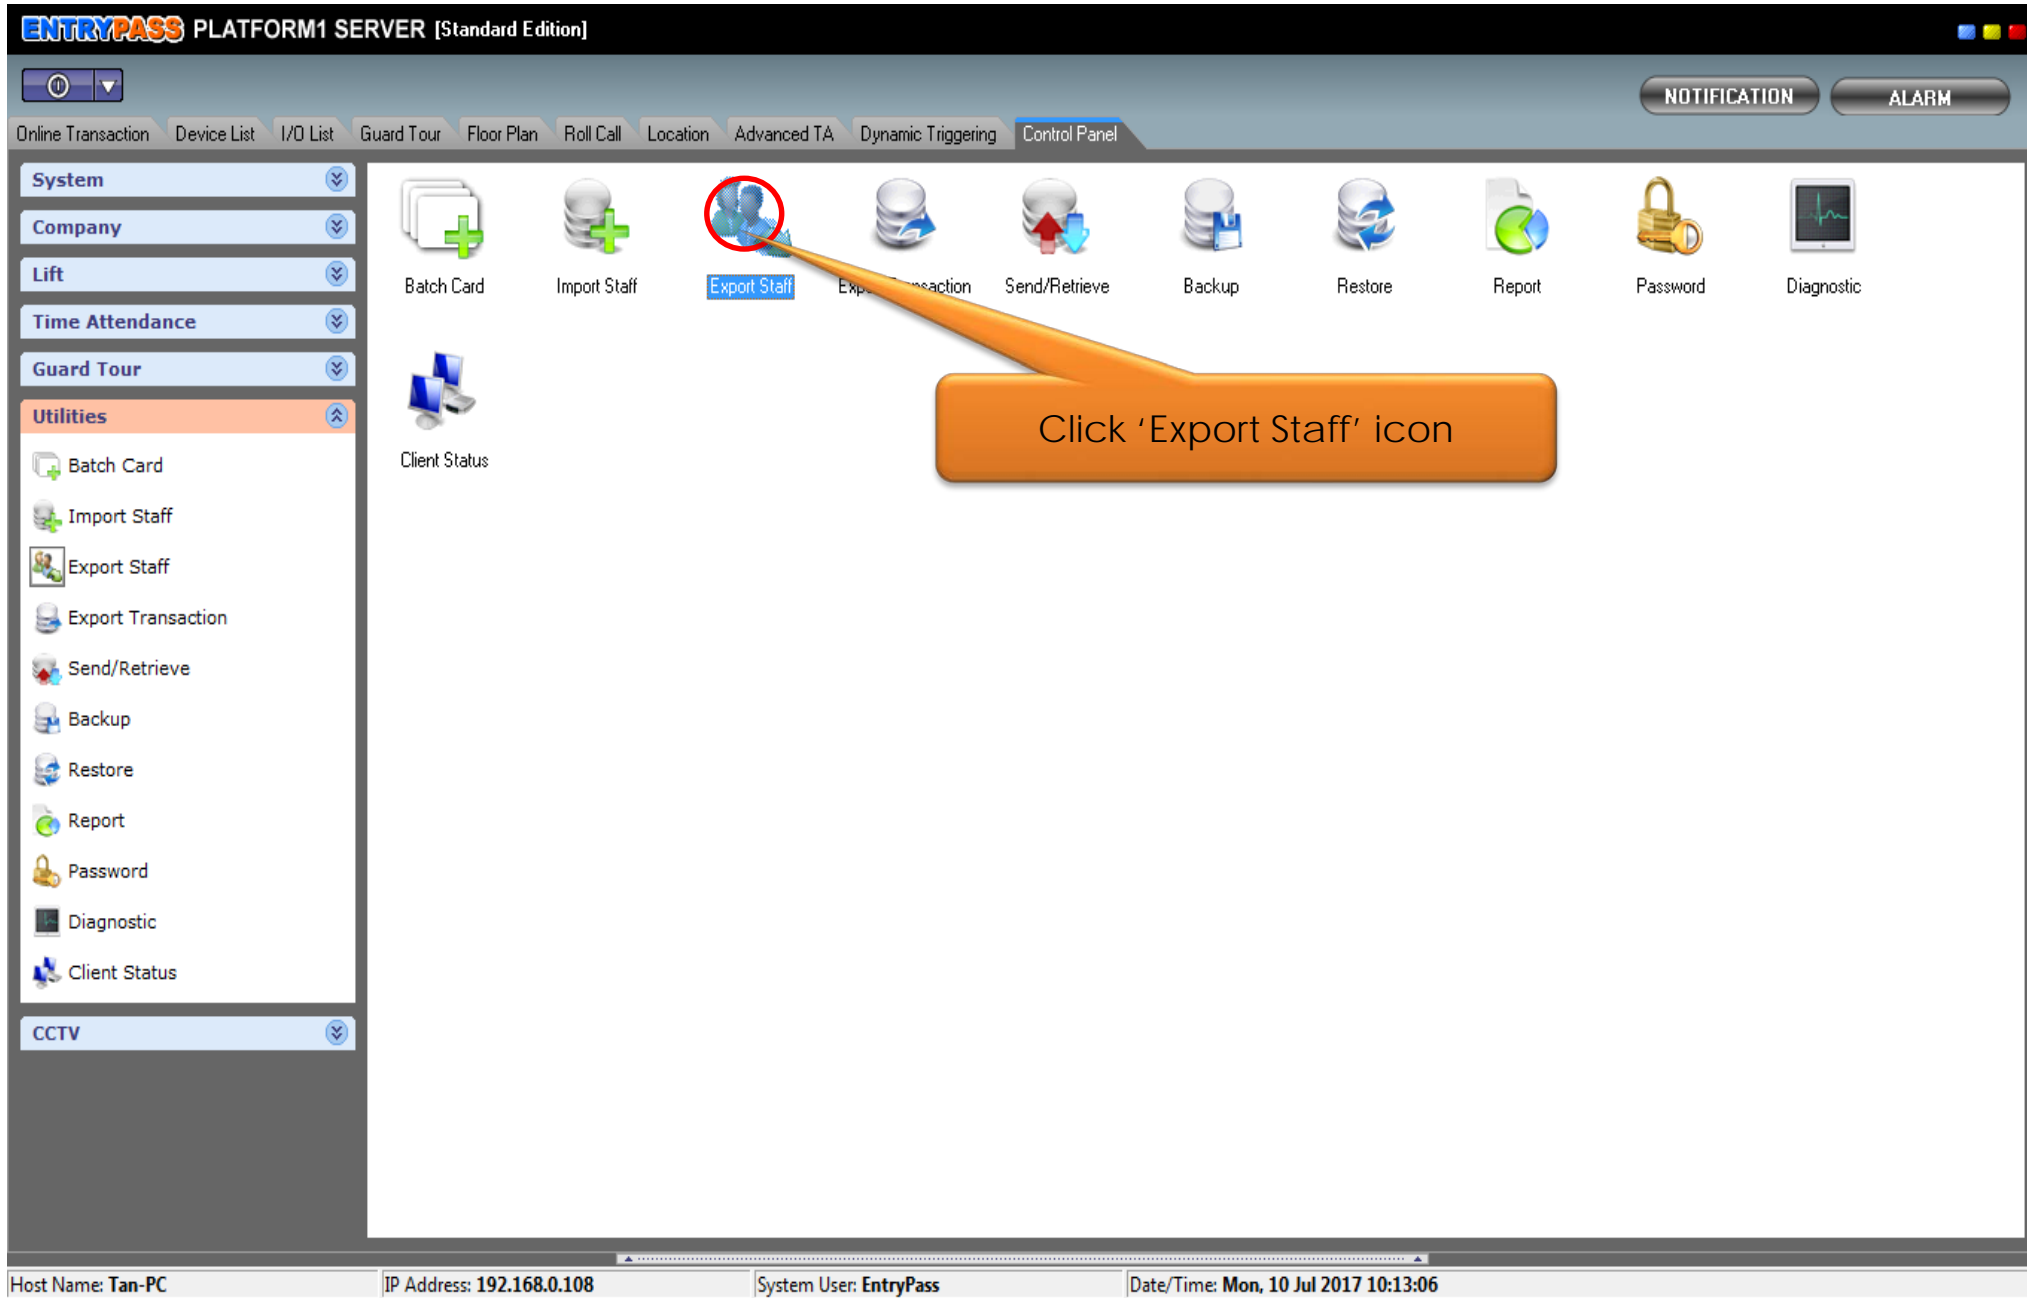 ENTRYPASS PLATFORM1 SERVER [Standard Edition]
NOTIFICATION ALARM
Online Transaction Device List I/O List Guard Tour Floor Plan Roll Call Location Advanced TA Dynamic Triggering Control Panel
System
Company
Lift
Time Attendance
Guard Tour
Utilities
Batch Card
Import Staff
Export Staff
Export Transaction
Send/Retrieve
Backup
Restore
Report
Password
Diagnostic
Client Status
CCTV
Batch Card Import Staff Export Staff Send/Retrieve Backup Restore Report Password Diagnostic
Client Status
Click ‘Export Staff’ icon
Host Name: Tan-PC IP Address: 192.168.0.108 System User: EntryPass Date/Time: Mon, 10 Jul 2017 10:13:06